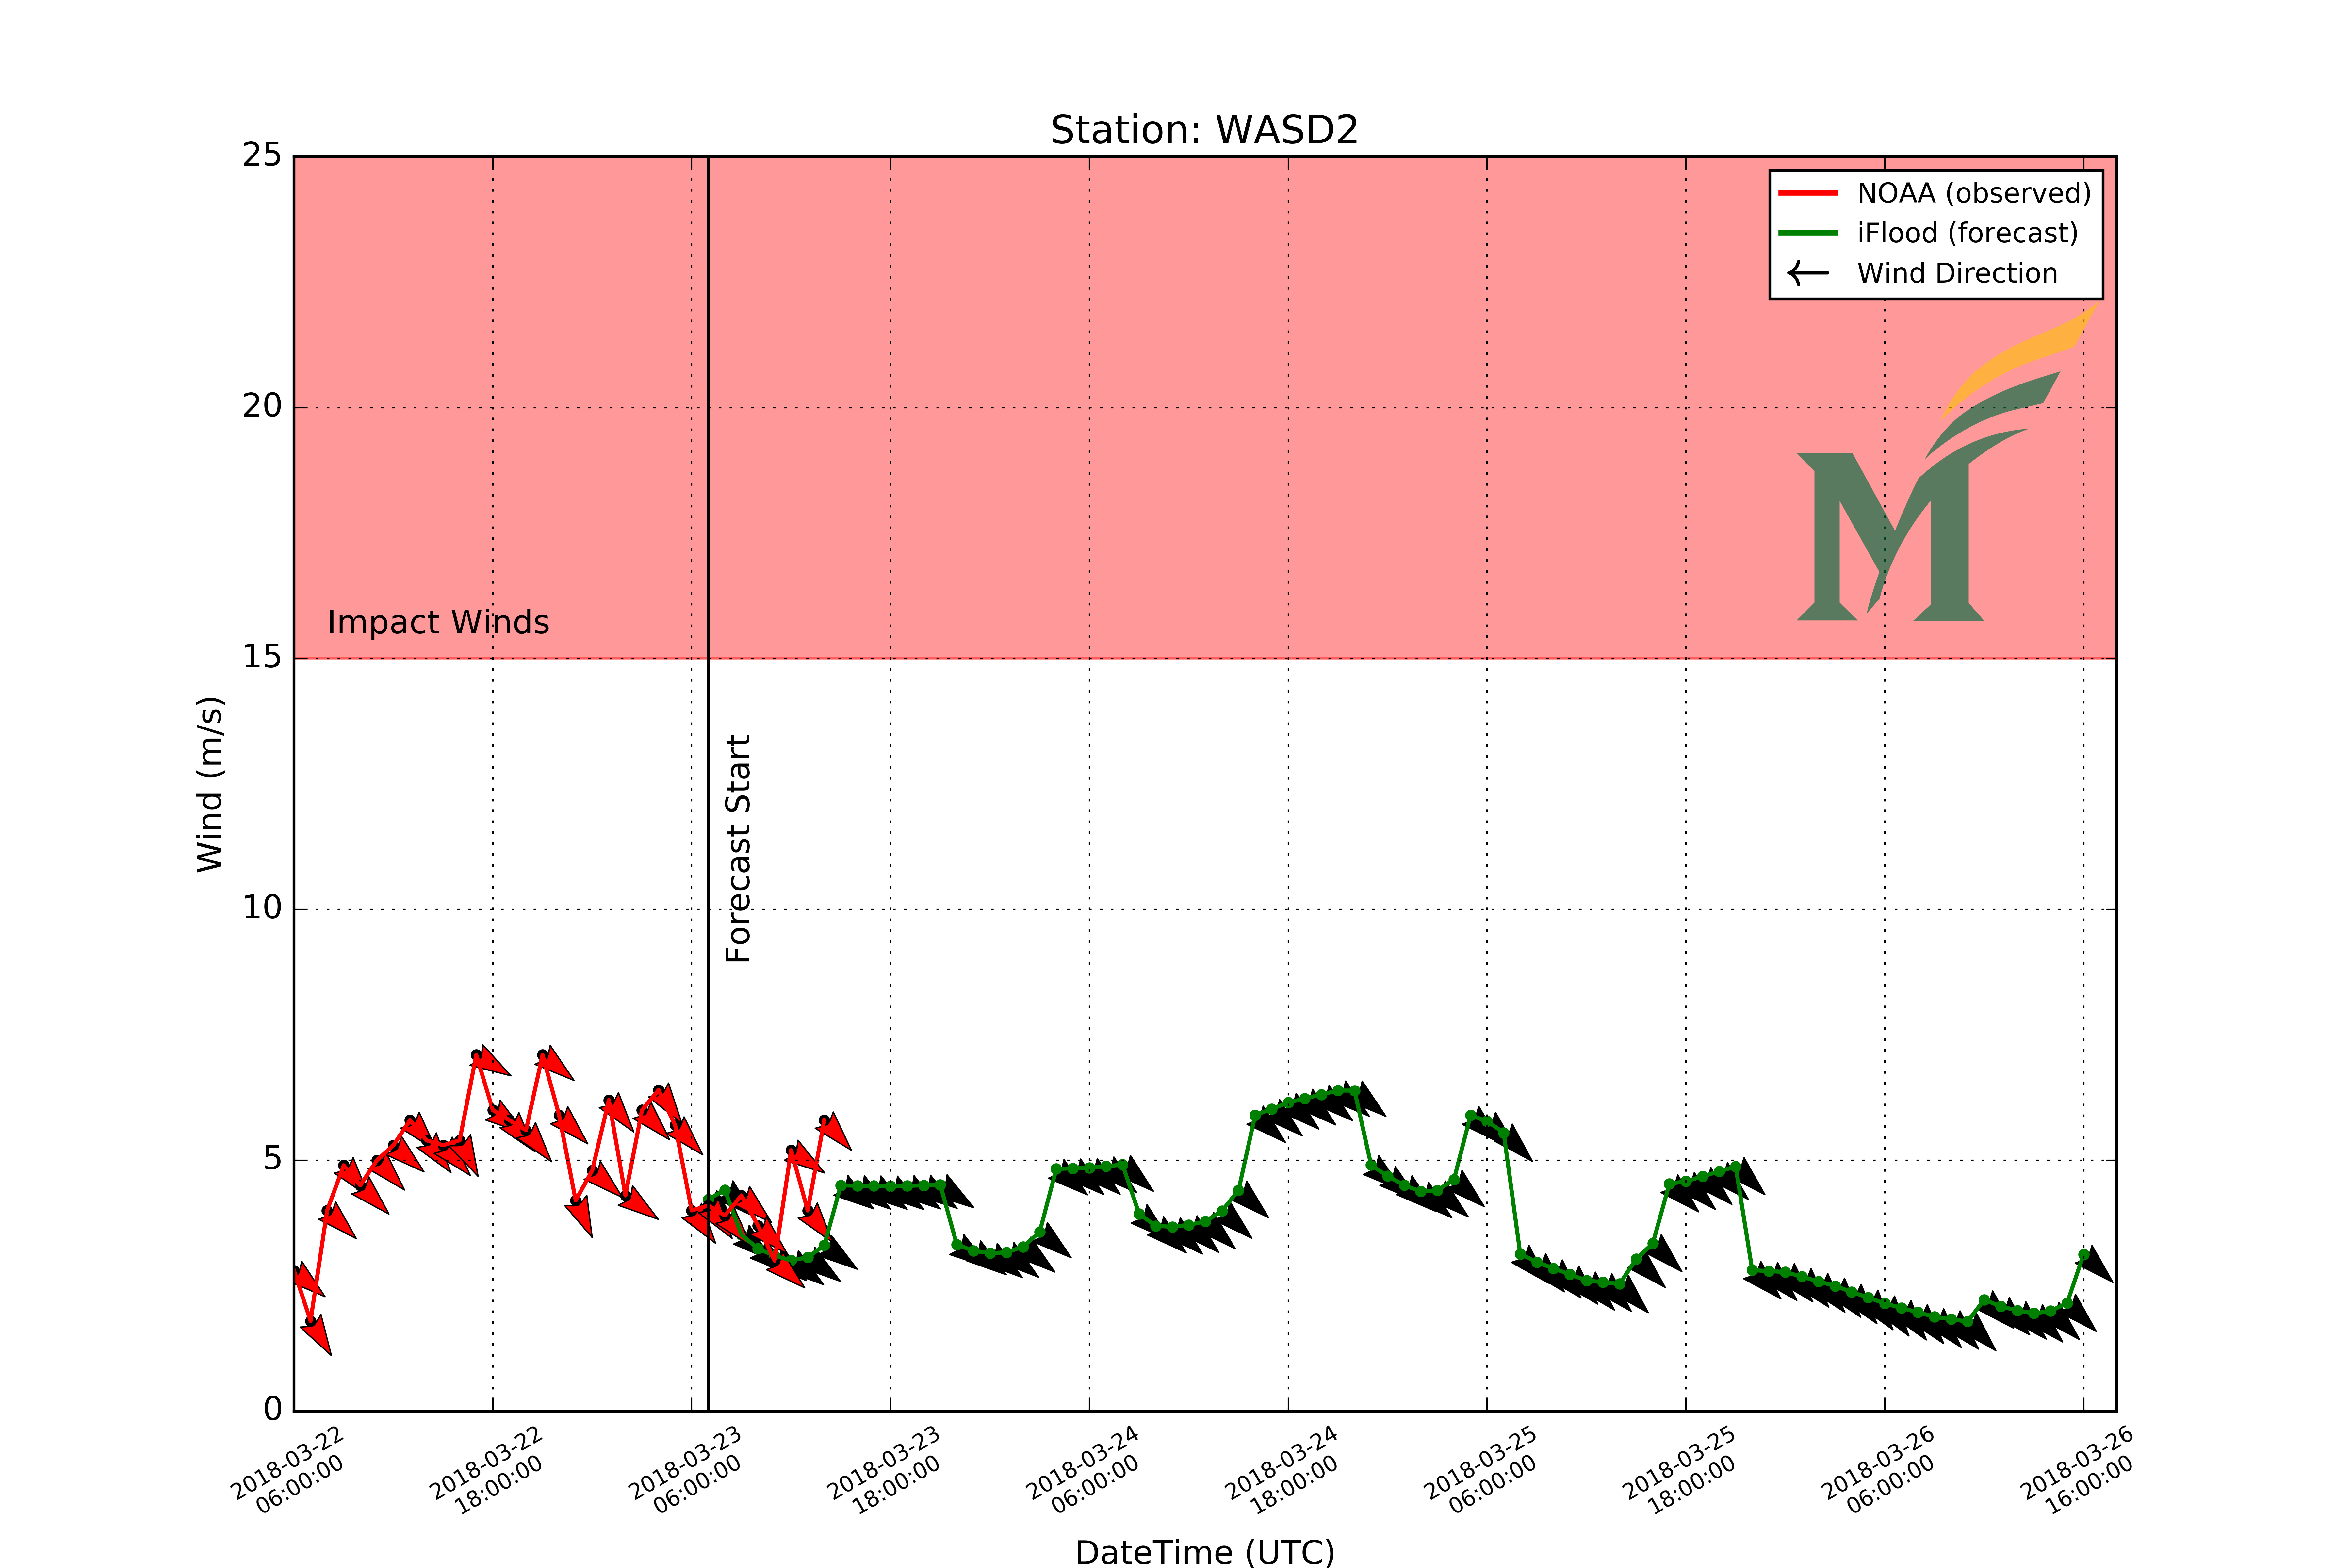 Station: WASD2
25
20
15
10
5
0
Wind (m/s)
NOAA (observed)
iFlood (forecast)
Wind Direction
Impact Winds
Forecast Start
2018-03-22
06:00:00
2018-03-22
18:00:00
2018-03-23
06:00:00
2018-03-23
18:00:00
2018-03-24
06:00:00
2018-03-24
18:00:00
2018-03-25
06:00:00
2018-03-25
18:00:00
2018-03-26
06:00:00
2018-03-26
16:00:00
DateTime (UTC)
M